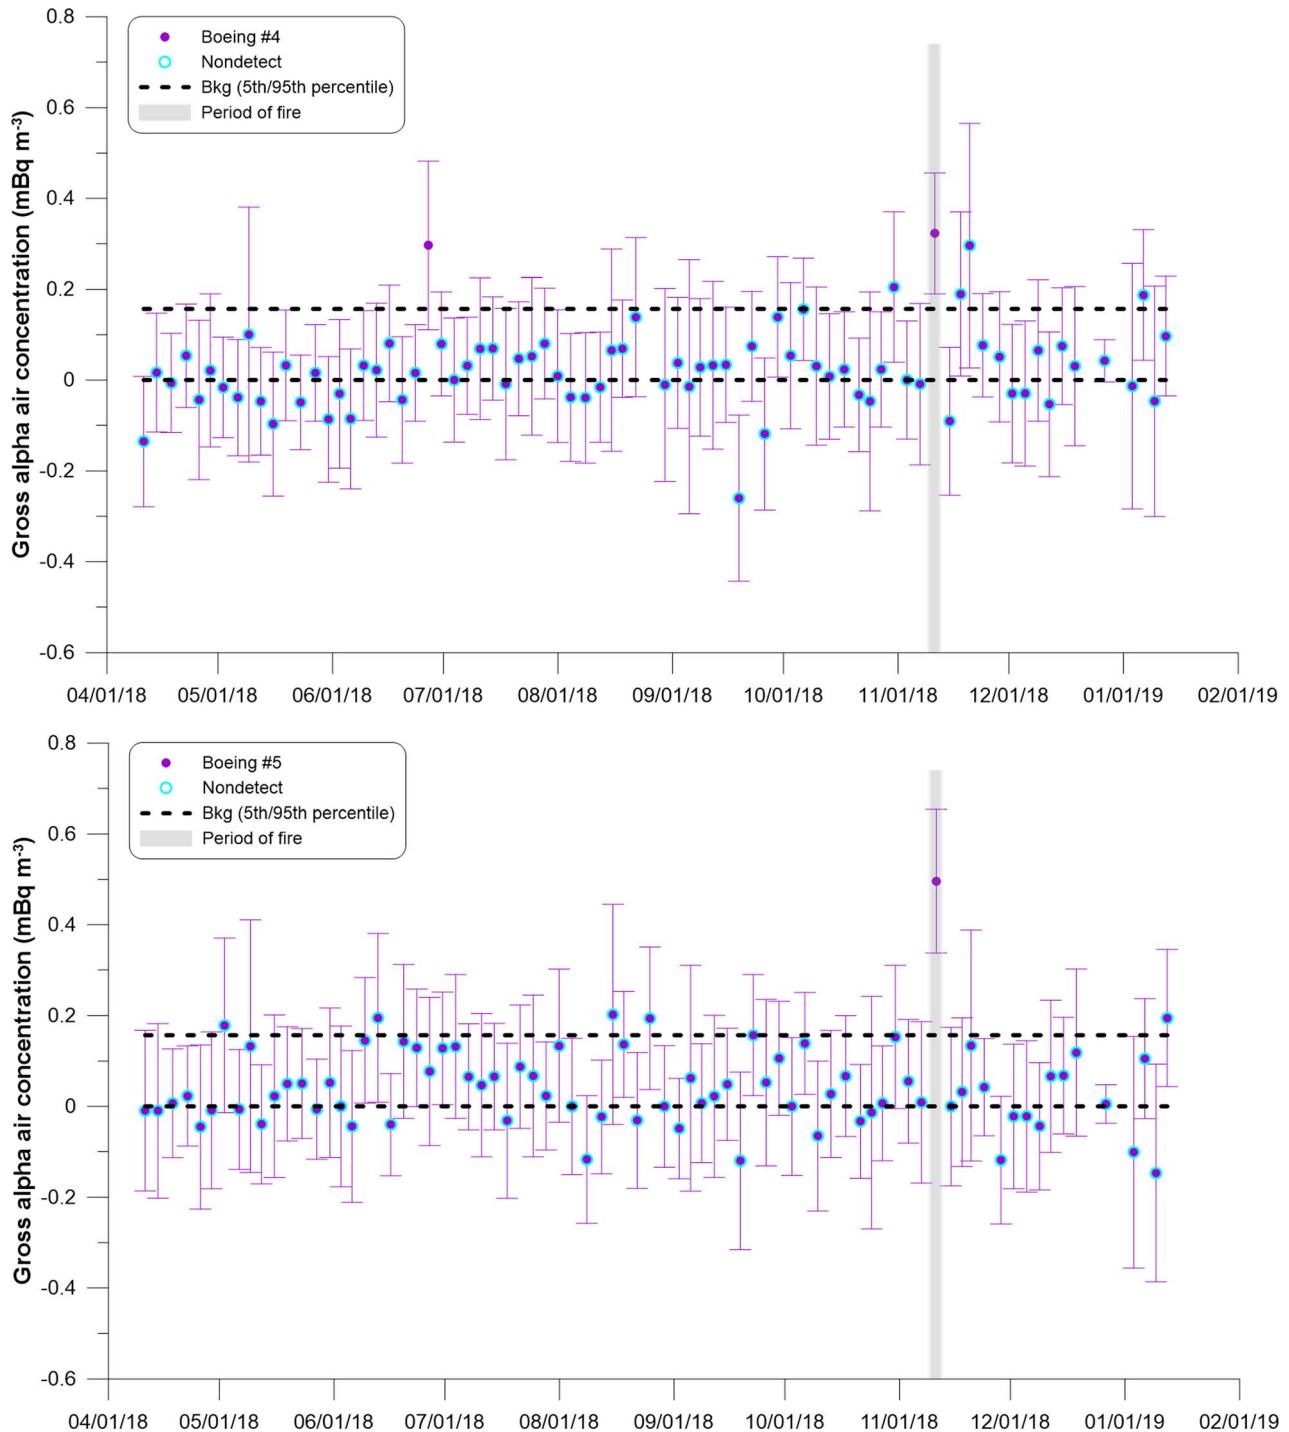 0.8
0.6
0.4
0.2
0
-0.2
-0.4
-0.6
Gross alpha air concentration (mBq m-3)
Boeing #4
Nondetect
Bkg (5th/95th percentile)
Period of fire
04/01/18 05/01/18 06/01/18 07/01/18 08/01/18 09/01/18 10/01/18 11/01/18 12/01/18 01/01/19 02/01/19
0.8
0.6
0.4
0.2
0
-0.2
-0.4
-0.6
Gross alpha air concentration (mBq m-3)
Boeing #5
Nondetect
Bkg (5th/95th percentile)
Period of fire
04/01/18 05/01/18 06/01/18 07/01/18 08/01/18 09/01/18 10/01/18 11/01/18 12/01/18 01/01/19 02/01/19